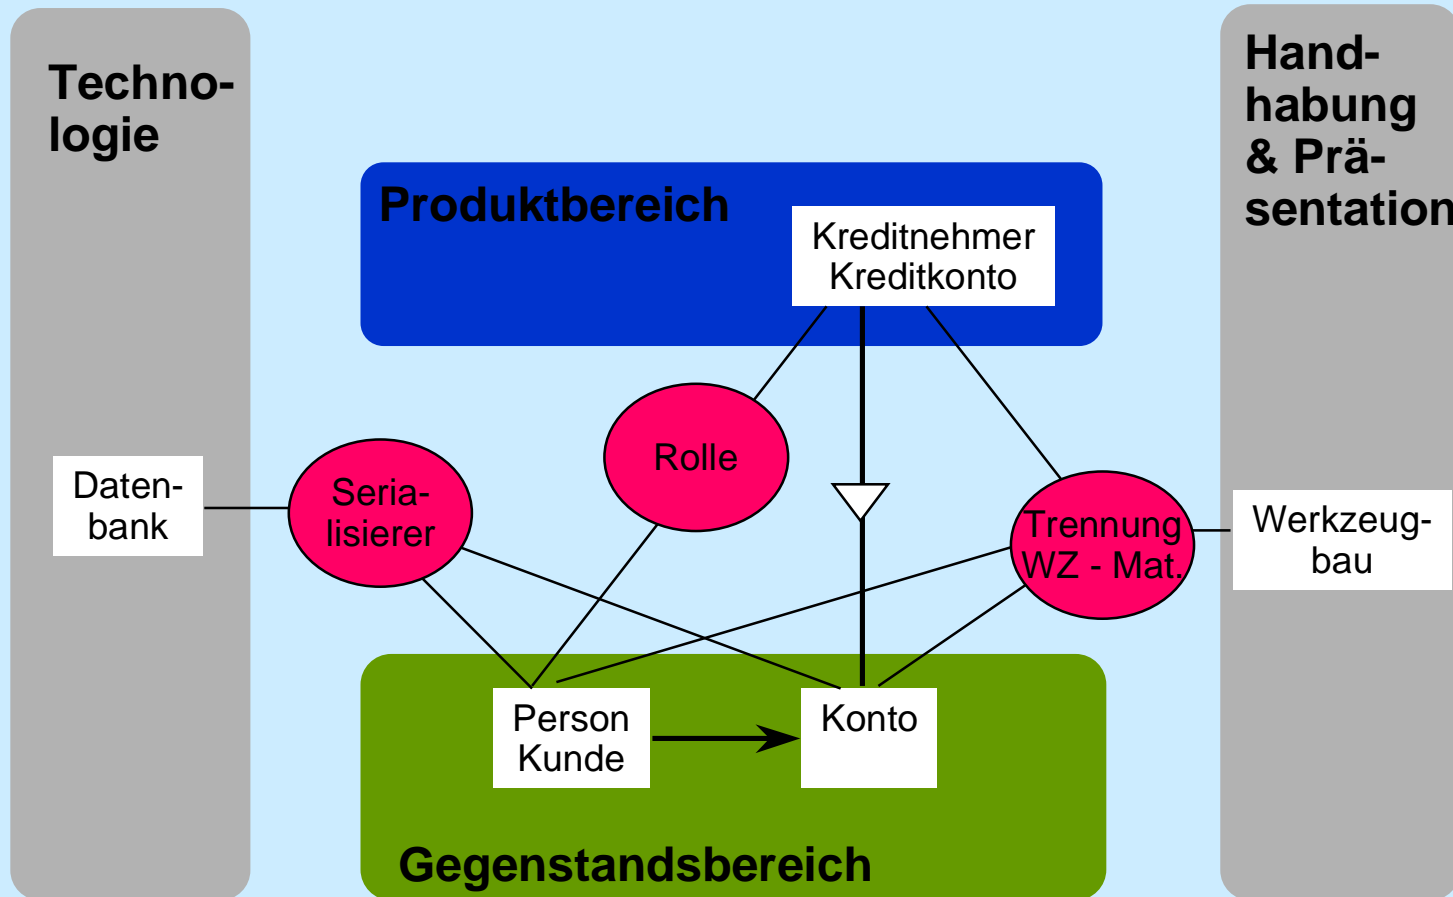 Techno-
logie
Hand-
habung
& Prä-
sentation
Produktbereich
Kreditnehmer
Kreditkonto
Rolle
Daten-
bank
Seria-
lisierer
Trennung
WZ - Mat.
Werkzeug-
bau
Person
Kunde
Konto
Gegenstandsbereich